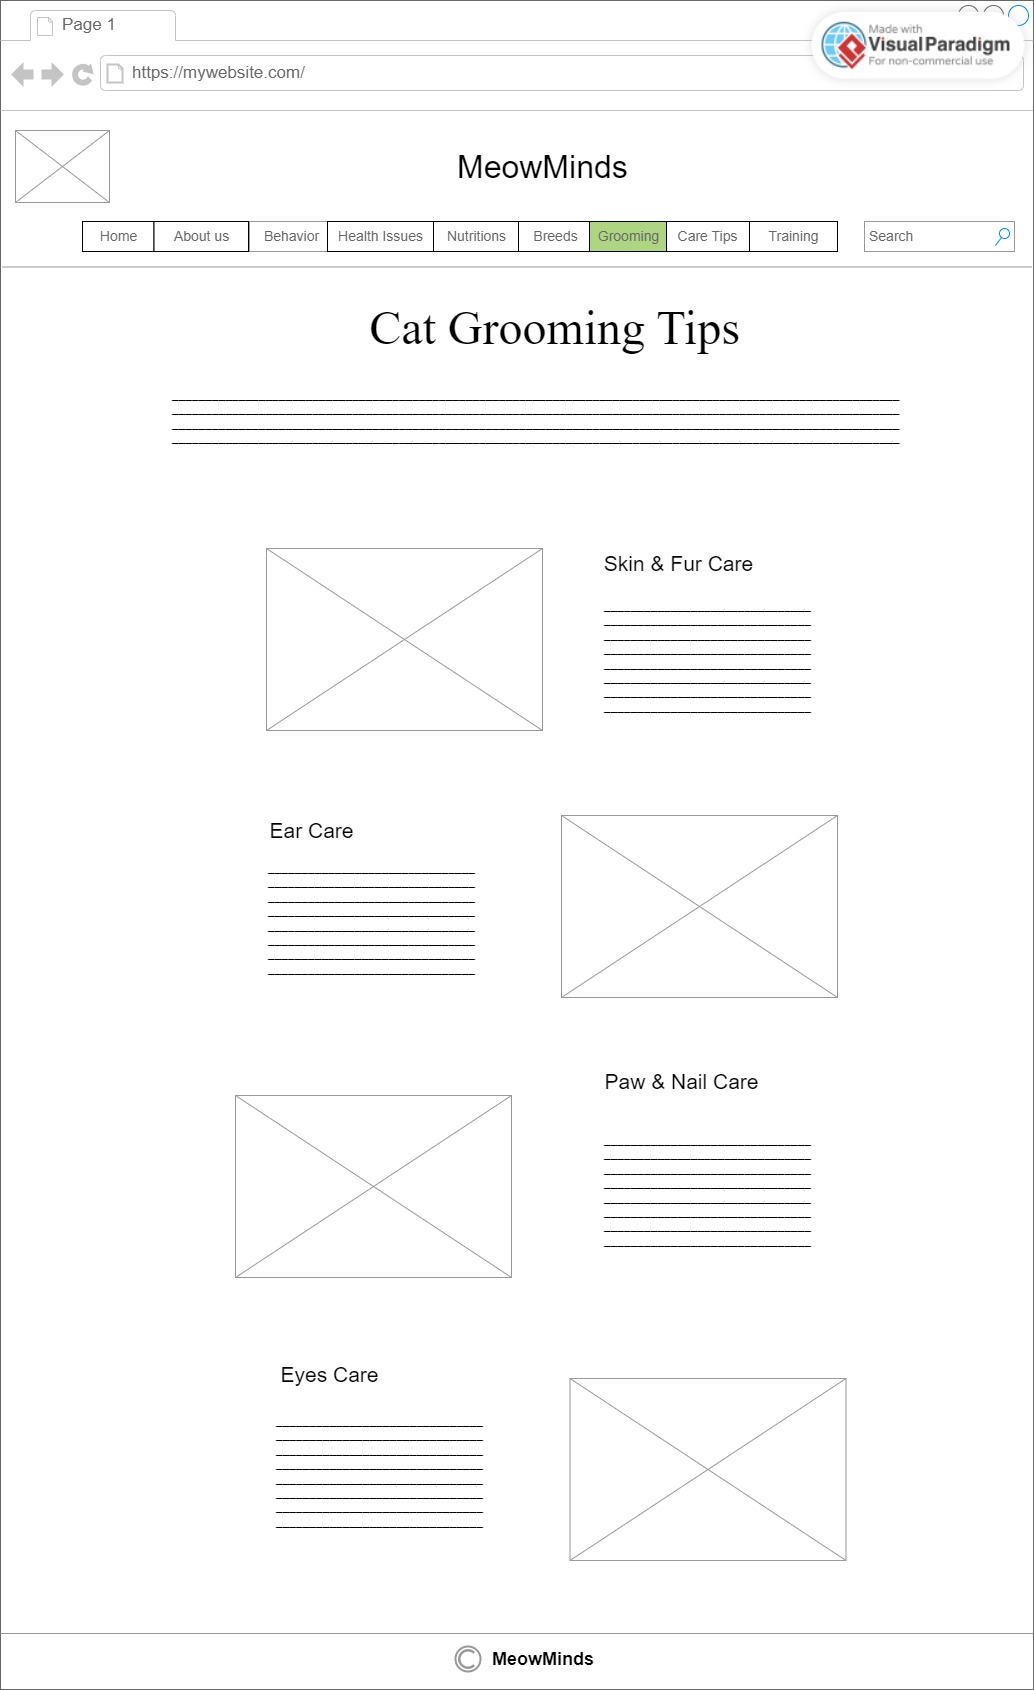 Page 1
Made with
Visual Paradigm
For non-commercial use
https://mywebsite.com/
MeowMinds
Home About us Behavior Health Issues Nutritions Breeds Grooming Care Tips Training Search
Cat Grooming Tips
Skin & Fur Care
Ear Care
Paw & Nail Care
Eyes Care
© MeowMinds